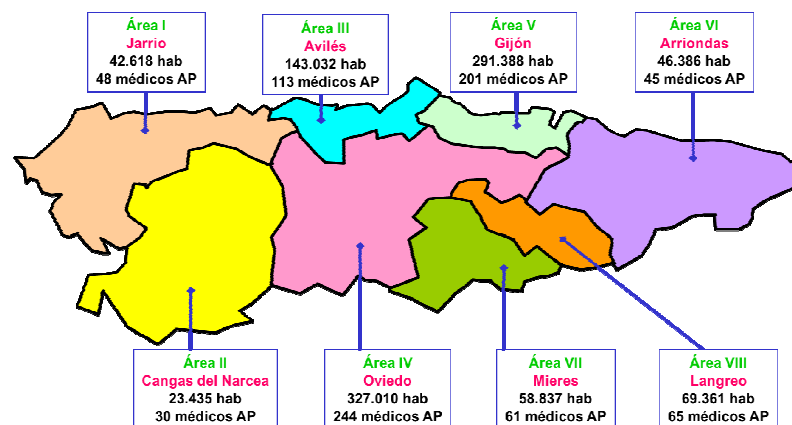 Área I
Jarrio
42.618 hab
48 médicos AP
Área III
Avilés
143.032 hab
113 médicos AP
Área V
Gijón
291.388 hab
201 médicos AP
Área VI
Arriondas
46.386 hab
45 médicos AP
Área II
Cangas del Narcea
23.435 hab
30 médicos AP
Área IV
Oviedo
327.010 hab
244 médicos AP
Área VII
Mieres
58.837 hab
61 médicos AP
Área VIII
Langreo
69.361 hab
65 médicos AP